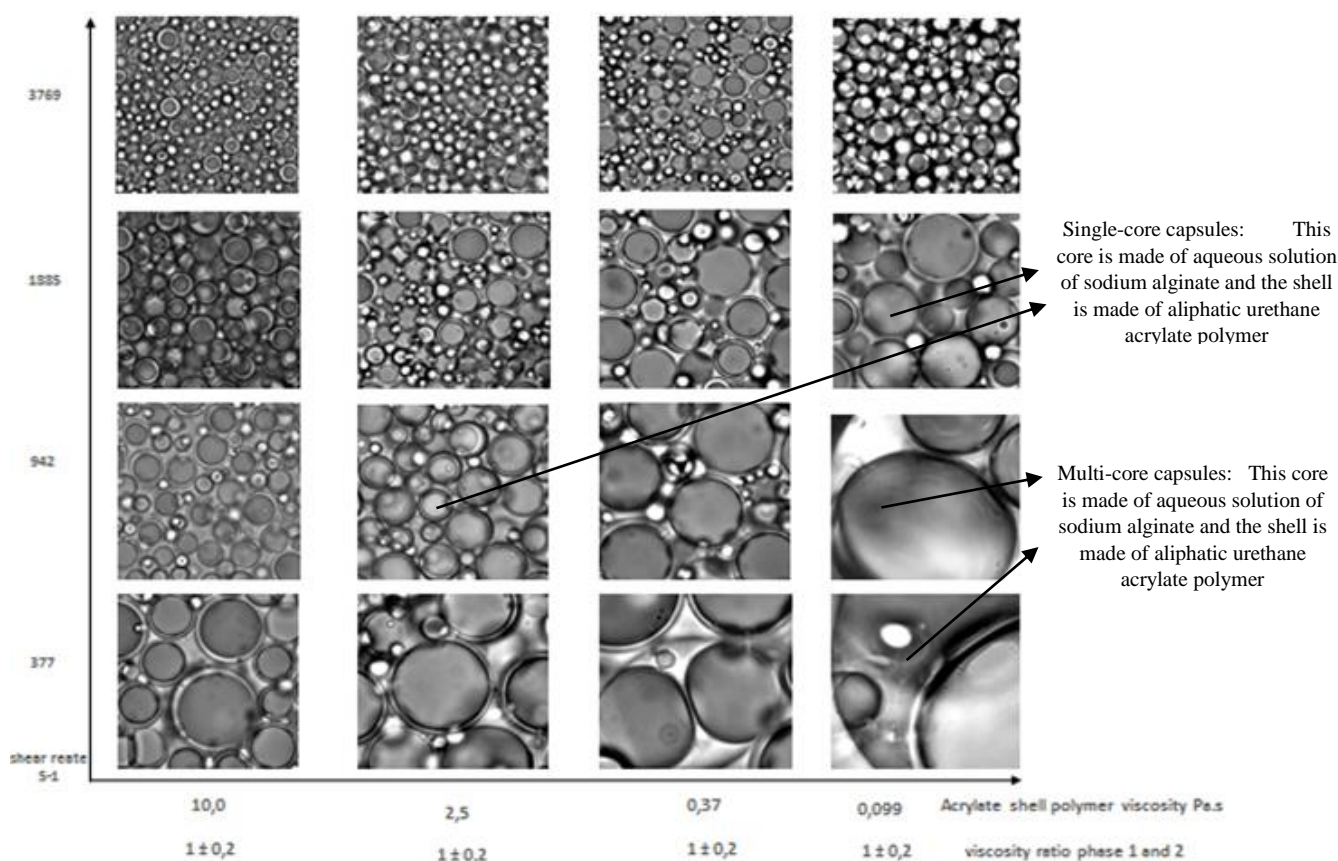 3769
1885
942
377
shear reate
S-1
10,0
2,5
0,37
0,099
Acrylate shell polymer viscosity Pa.s
1±0,2
1±0,2
1±0,2
1±0,2
viscosity ratio phase 1 and 2
Single-core capsules: This
core is made of aqueous solution
of sodium alginate and the shell
is made of aliphatic urethane
acrylate polymer
Multi-core capsules: This core
is made of aqueous solution of
sodium alginate and the shell is
made of aliphatic urethane
acrylate polymer